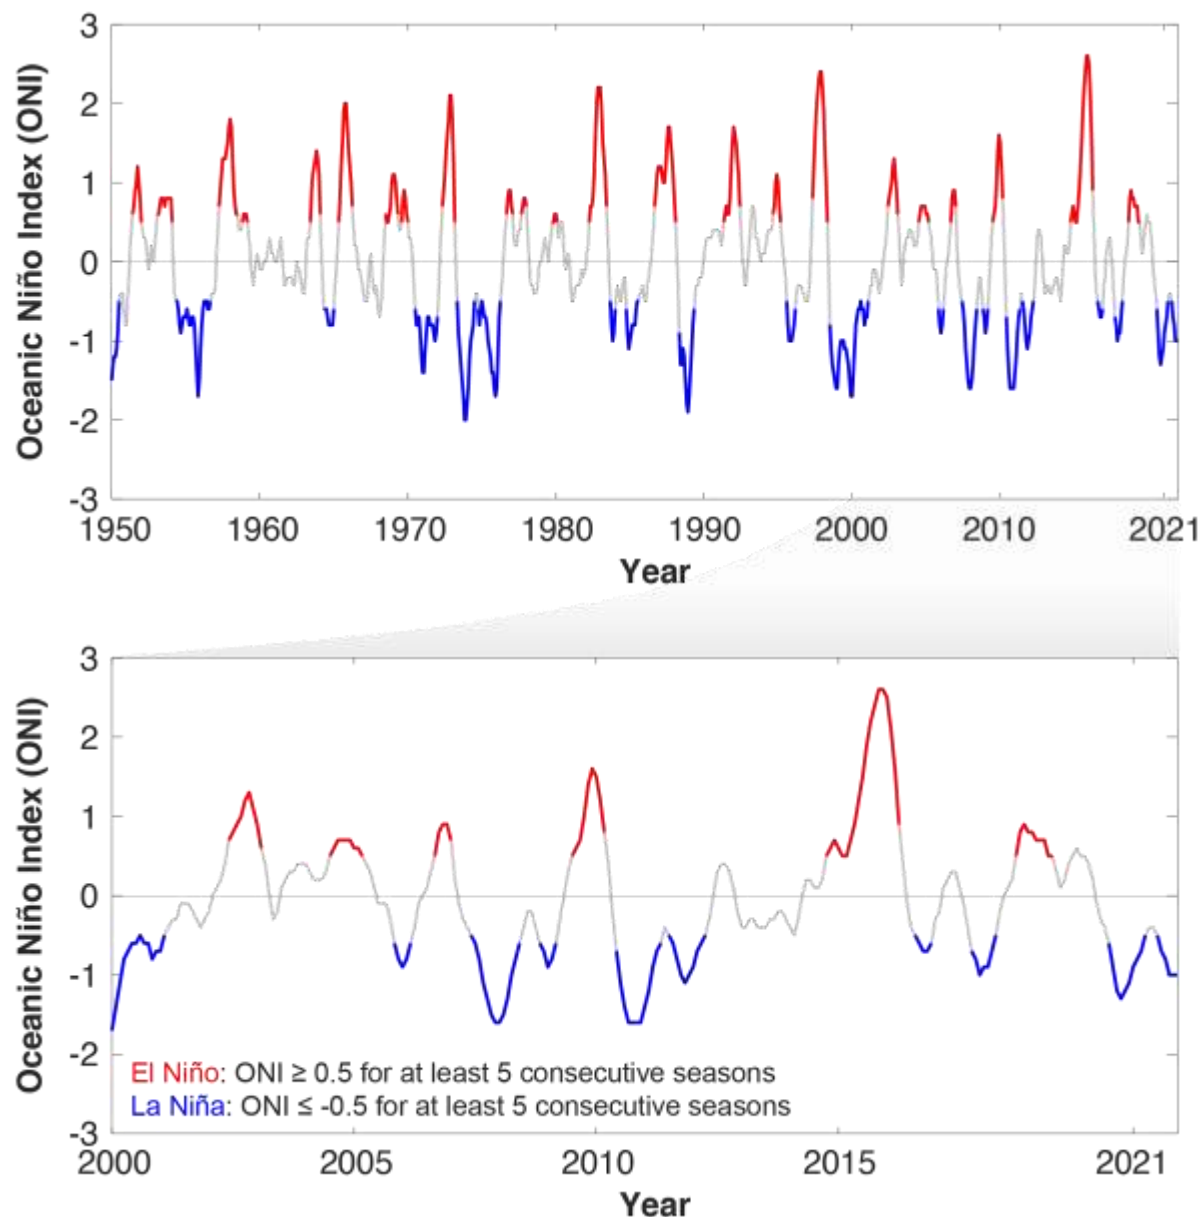 Oceanic Niño Index (ONI)
3
2
1
0
-1
-2
-3
1950 1960 1970 1980 1990 2000 2010 2021
Year
Oceanic Niño Index (ONI)
3
2
1
0
-1
-2
-3
El Niño: ONI ≥ 0.5 for at least 5 consecutive seasons
La Niña: ONI ≤ -0.5 for at least 5 consecutive seasons
2000 2005 2010 2015 2021
Year